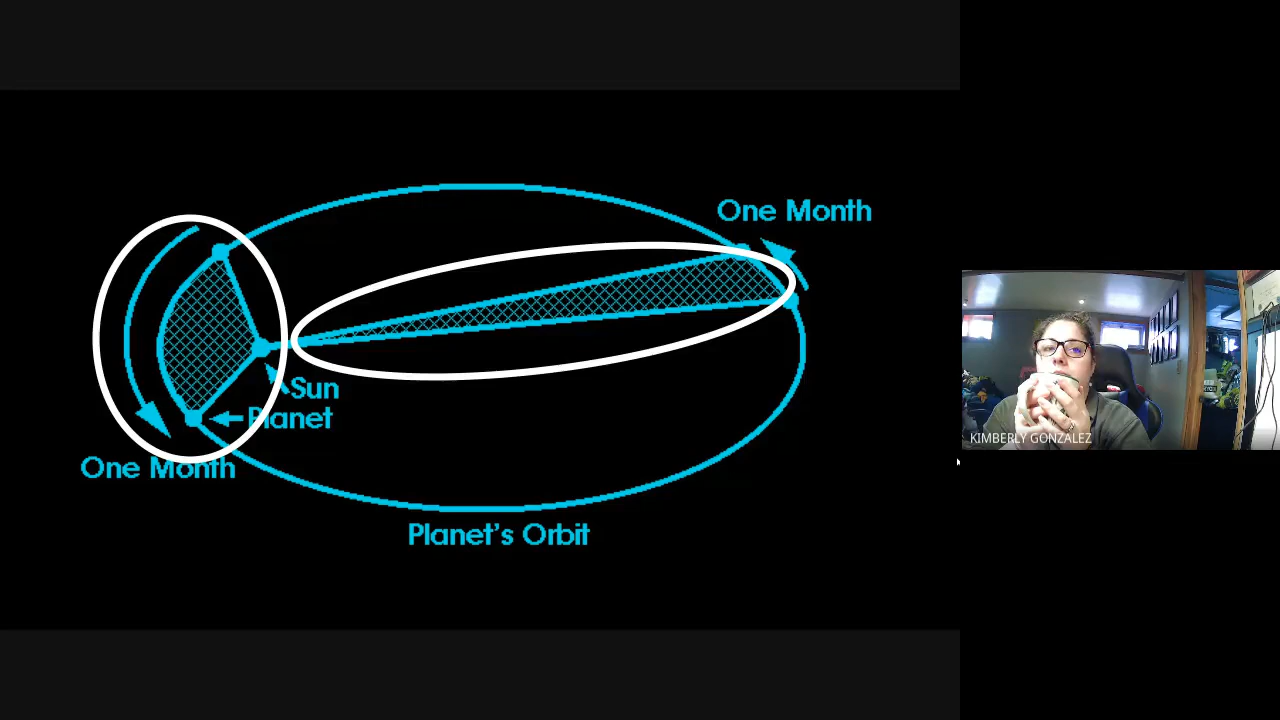 One Month
Sun
Planet
One Month
Planet's Orbit
KIMBERLY GONZALEZ